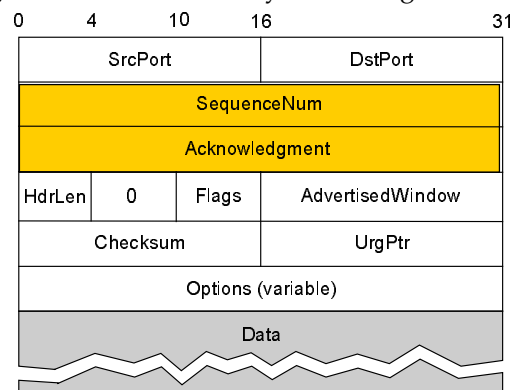 0 4 10 16 31
SrcPort DstPort
SequenceNum
Acknowledgment
HdrLen 0 Flags AdvertisedWindow
Checksum UrgPtr
Options (variable)
Data